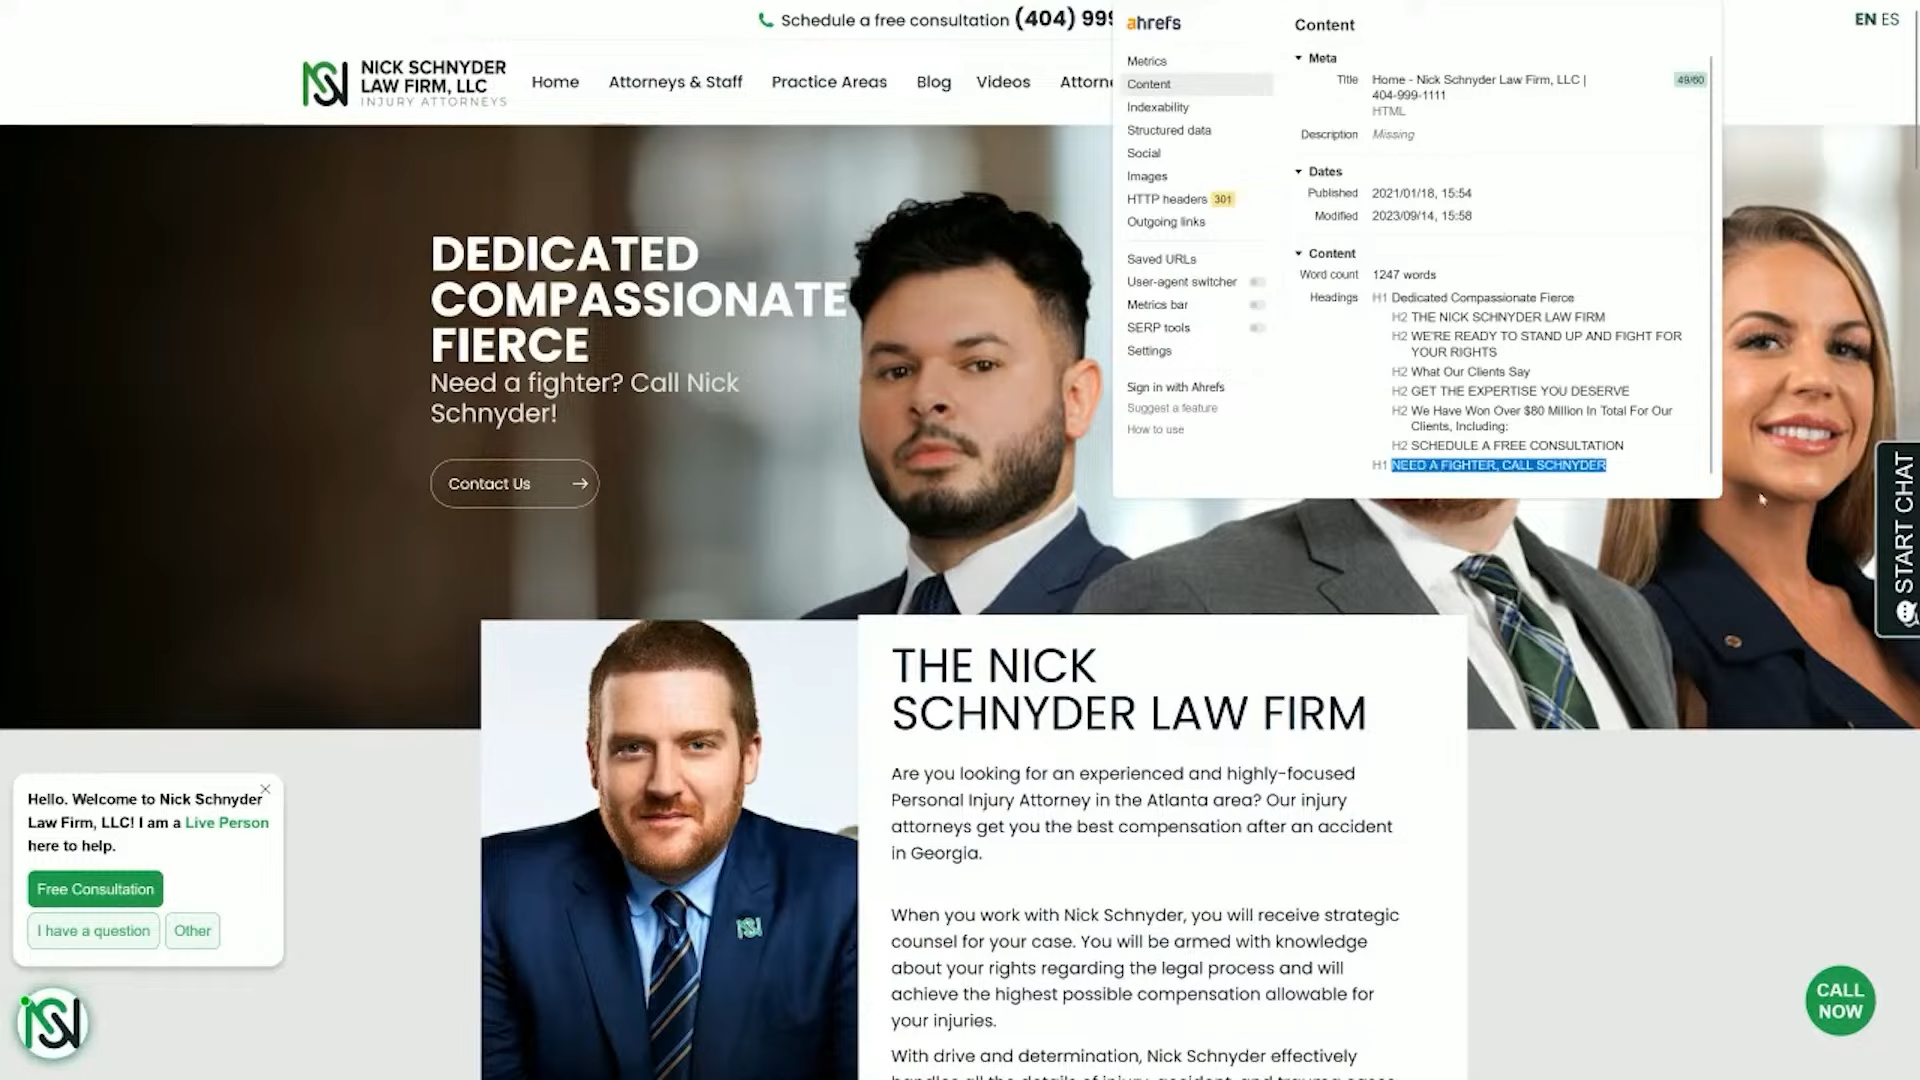 Schedule a free consultation (404) 999
EN ES
NICK SCHNYDER
LAW FIRM, LLC
INJURY ATTORNEYS
Home
Attorneys & Staff
Practice Areas
Blog
Videos
Attorne
DEDICATED
COMPASSIONATE
FIERCE
Need a fighter? Call Nick
Schnyder!
Contact Us
ahrefs
Metrics
Content
Indexability
Structured data
Social
Images
HTTP headers 301
Outgoing links
Saved URLs
User-agent switcher
Metrics bar
SERP tools
Settings
Sign in with Ahrefs
Suggest a feature
How to use
Content
Meta
Title Home - Nick Schnyder Law Firm, LLC | 49/60
404-999-1111
HTML
Description Missing
Dates
Published 2021/01/18, 15:54
Modified 2023/09/14, 15:58
Content
Word count 1247 words
Headings H1 Dedicated Compassionate Fierce
H2 THE NICK SCHNYDER LAW FIRM
H2 WE'RE READY TO STAND UP AND FIGHT FOR
YOUR RIGHTS
H2 What Our Clients Say
H2 GET THE EXPERTISE YOU DESERVE
H2 We Have Won Over $80 Million In Total For Our
Clients, Including:
H2 SCHEDULE A FREE CONSULTATION
H1 NEED A FIGHTER, CALL SCHNYDER
START CHAT
THE NICK
SCHNYDER LAW FIRM
Are you looking for an experienced and highly-focused
Personal Injury Attorney in the Atlanta area? Our injury
attorneys get you the best compensation after an accident
in Georgia.
When you work with Nick Schnyder, you will receive strategic
counsel for your case. You will be armed with knowledge
about your rights regarding the legal process and will
achieve the highest possible compensation allowable for
your injuries.
With drive and determination, Nick Schnyder effectively
handles all the details of injury, accident, and trauma cases
Hello. Welcome to Nick Schnyder
Law Firm, LLC! I am a Live Person
here to help.
Free Consultation
I have a question
Other
CALL
NOW